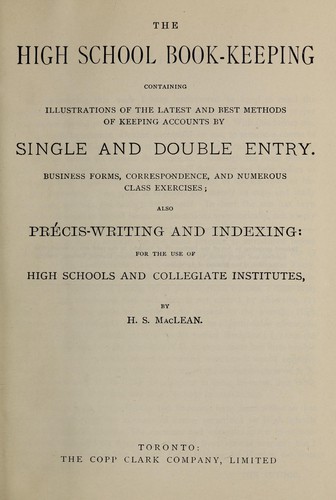 THE
HIGH SCHOOL BOOK-KEEPING
CONTAINING
ILLUSTRATIONS OF THE LATEST AND BEST METHODS
OF KEEPING ACCOUNTS BY
SINGLE AND DOUBLE ENTRY.
BUSINESS FORMS, CORRESPONDENCE, AND NUMEROUS
CLASS EXERCISES;
ALSO
PRÉCIS-WRITING AND INDEXING:
FOR THE USE OF
HIGH SCHOOLS AND COLLEGIATE INSTITUTES,
BY
H. S. MACLEAN.
TORONTO:
THE COPP CLARK COMPANY, LIMITED